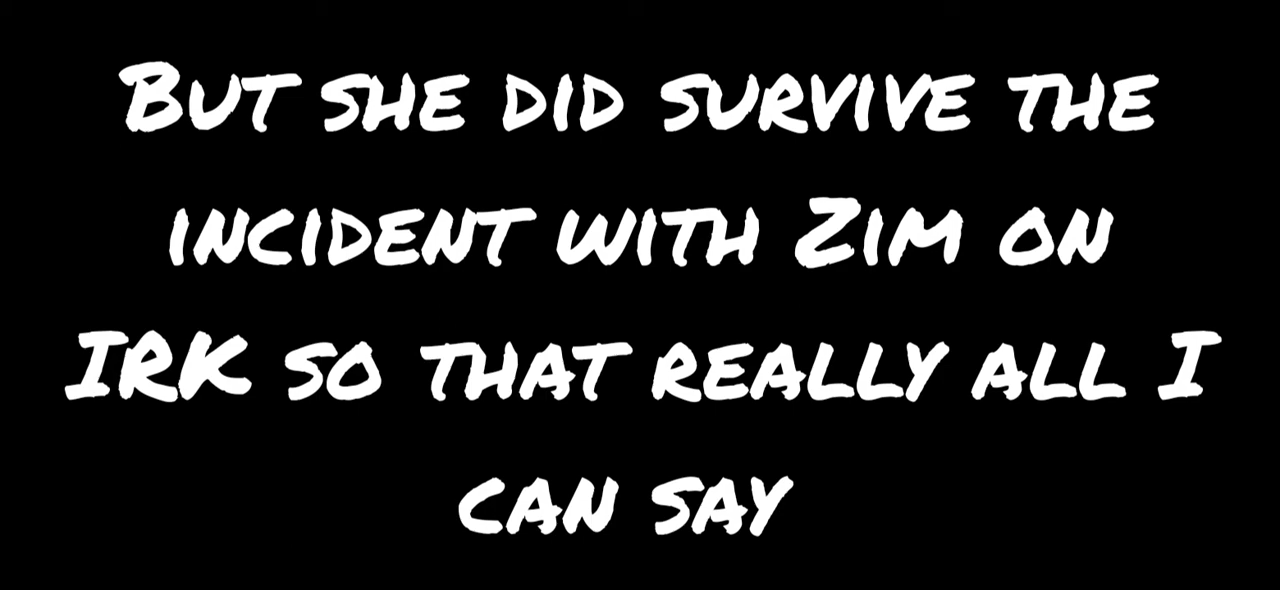 But she did survive the
incident with Zim on
IRK so that really all I
can say